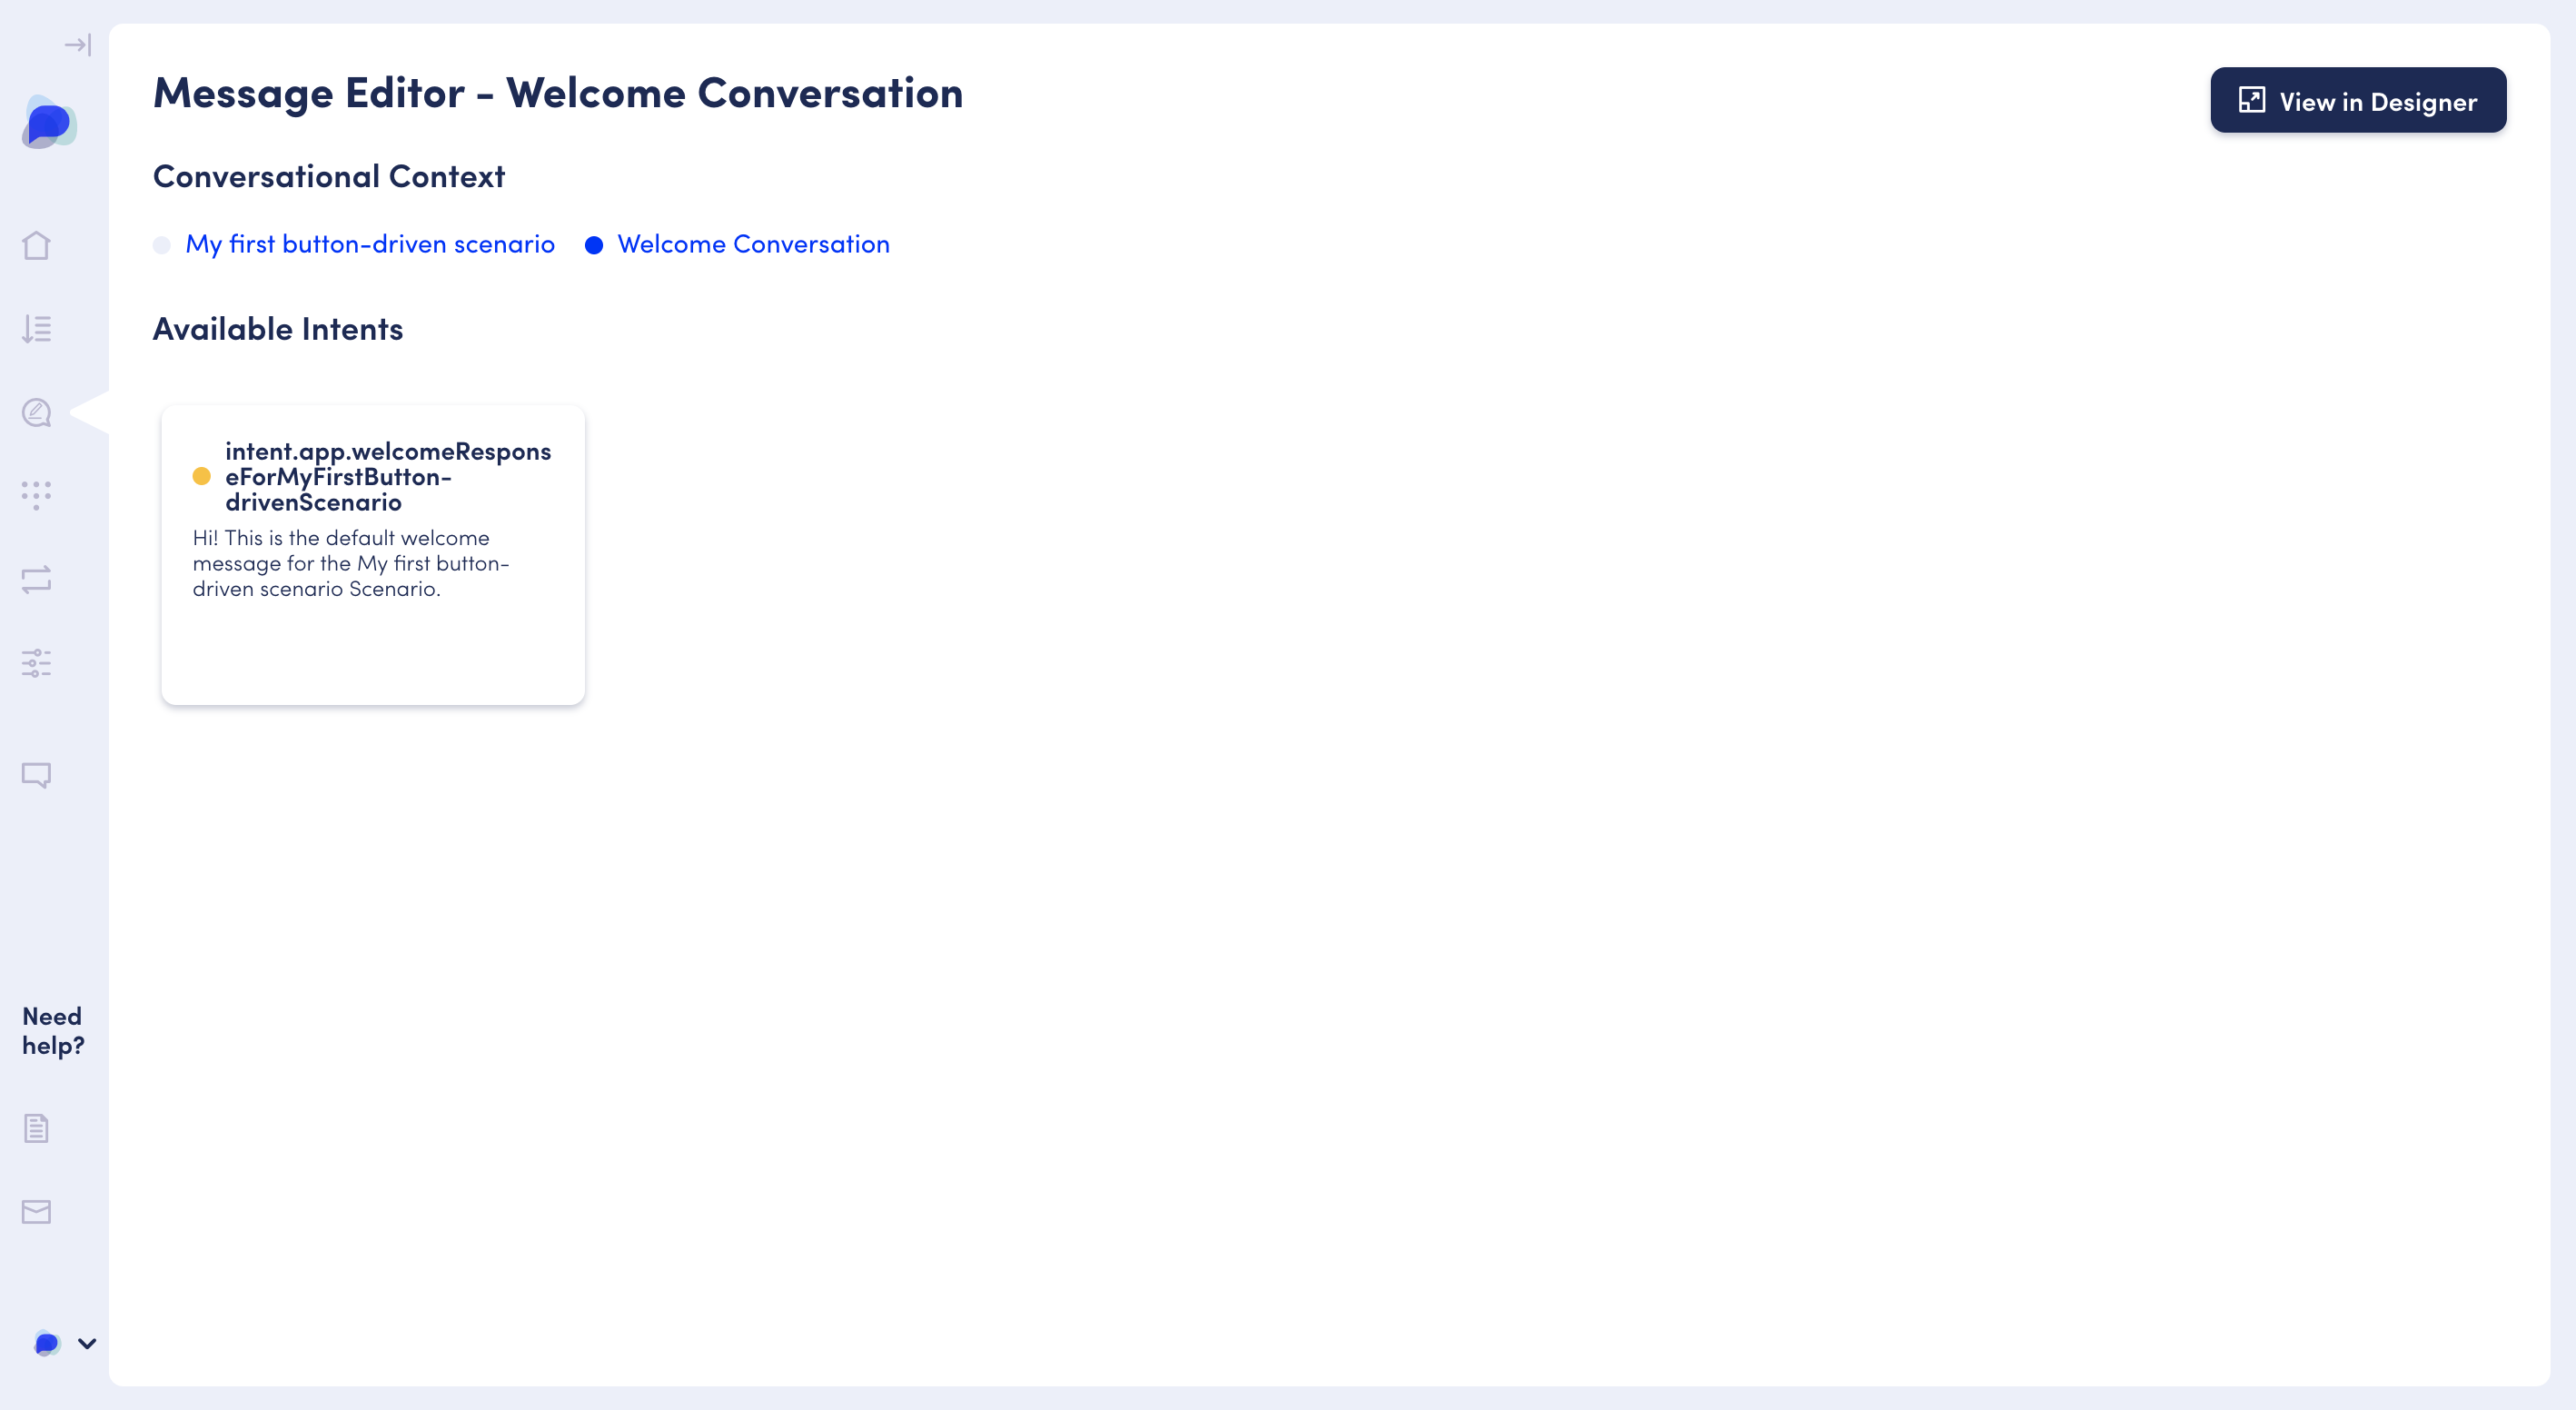 Message Editor - Welcome Conversation
View in Designer
Conversational Context
My first button-driven scenario
Welcome Conversation
Available Intents
intent.app.welcomeRespons
eForMyFirstButton-
drivenScenario
Hi! This is the default welcome
message for the My first button-
driven scenario Scenario.
Need
help?